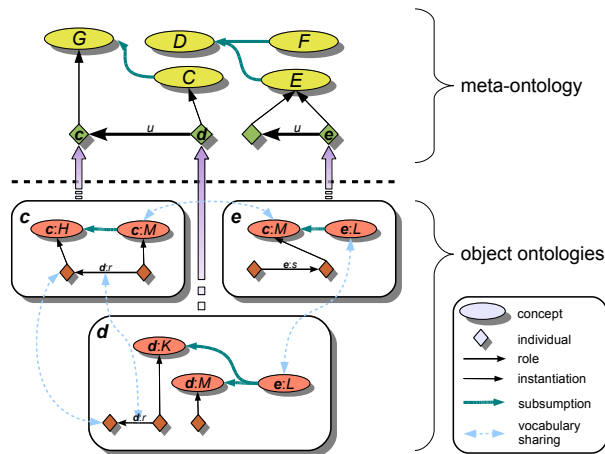 G
D
F
C
E
meta-ontology
c
u
d
u
e
c
c:H
c:M
d:r
e
c:M
e:L
e:s
object ontologies
d
d:K
d:M
e:L
d:r
concept
individual
role
instantiation
subsumption
vocabulary
sharing